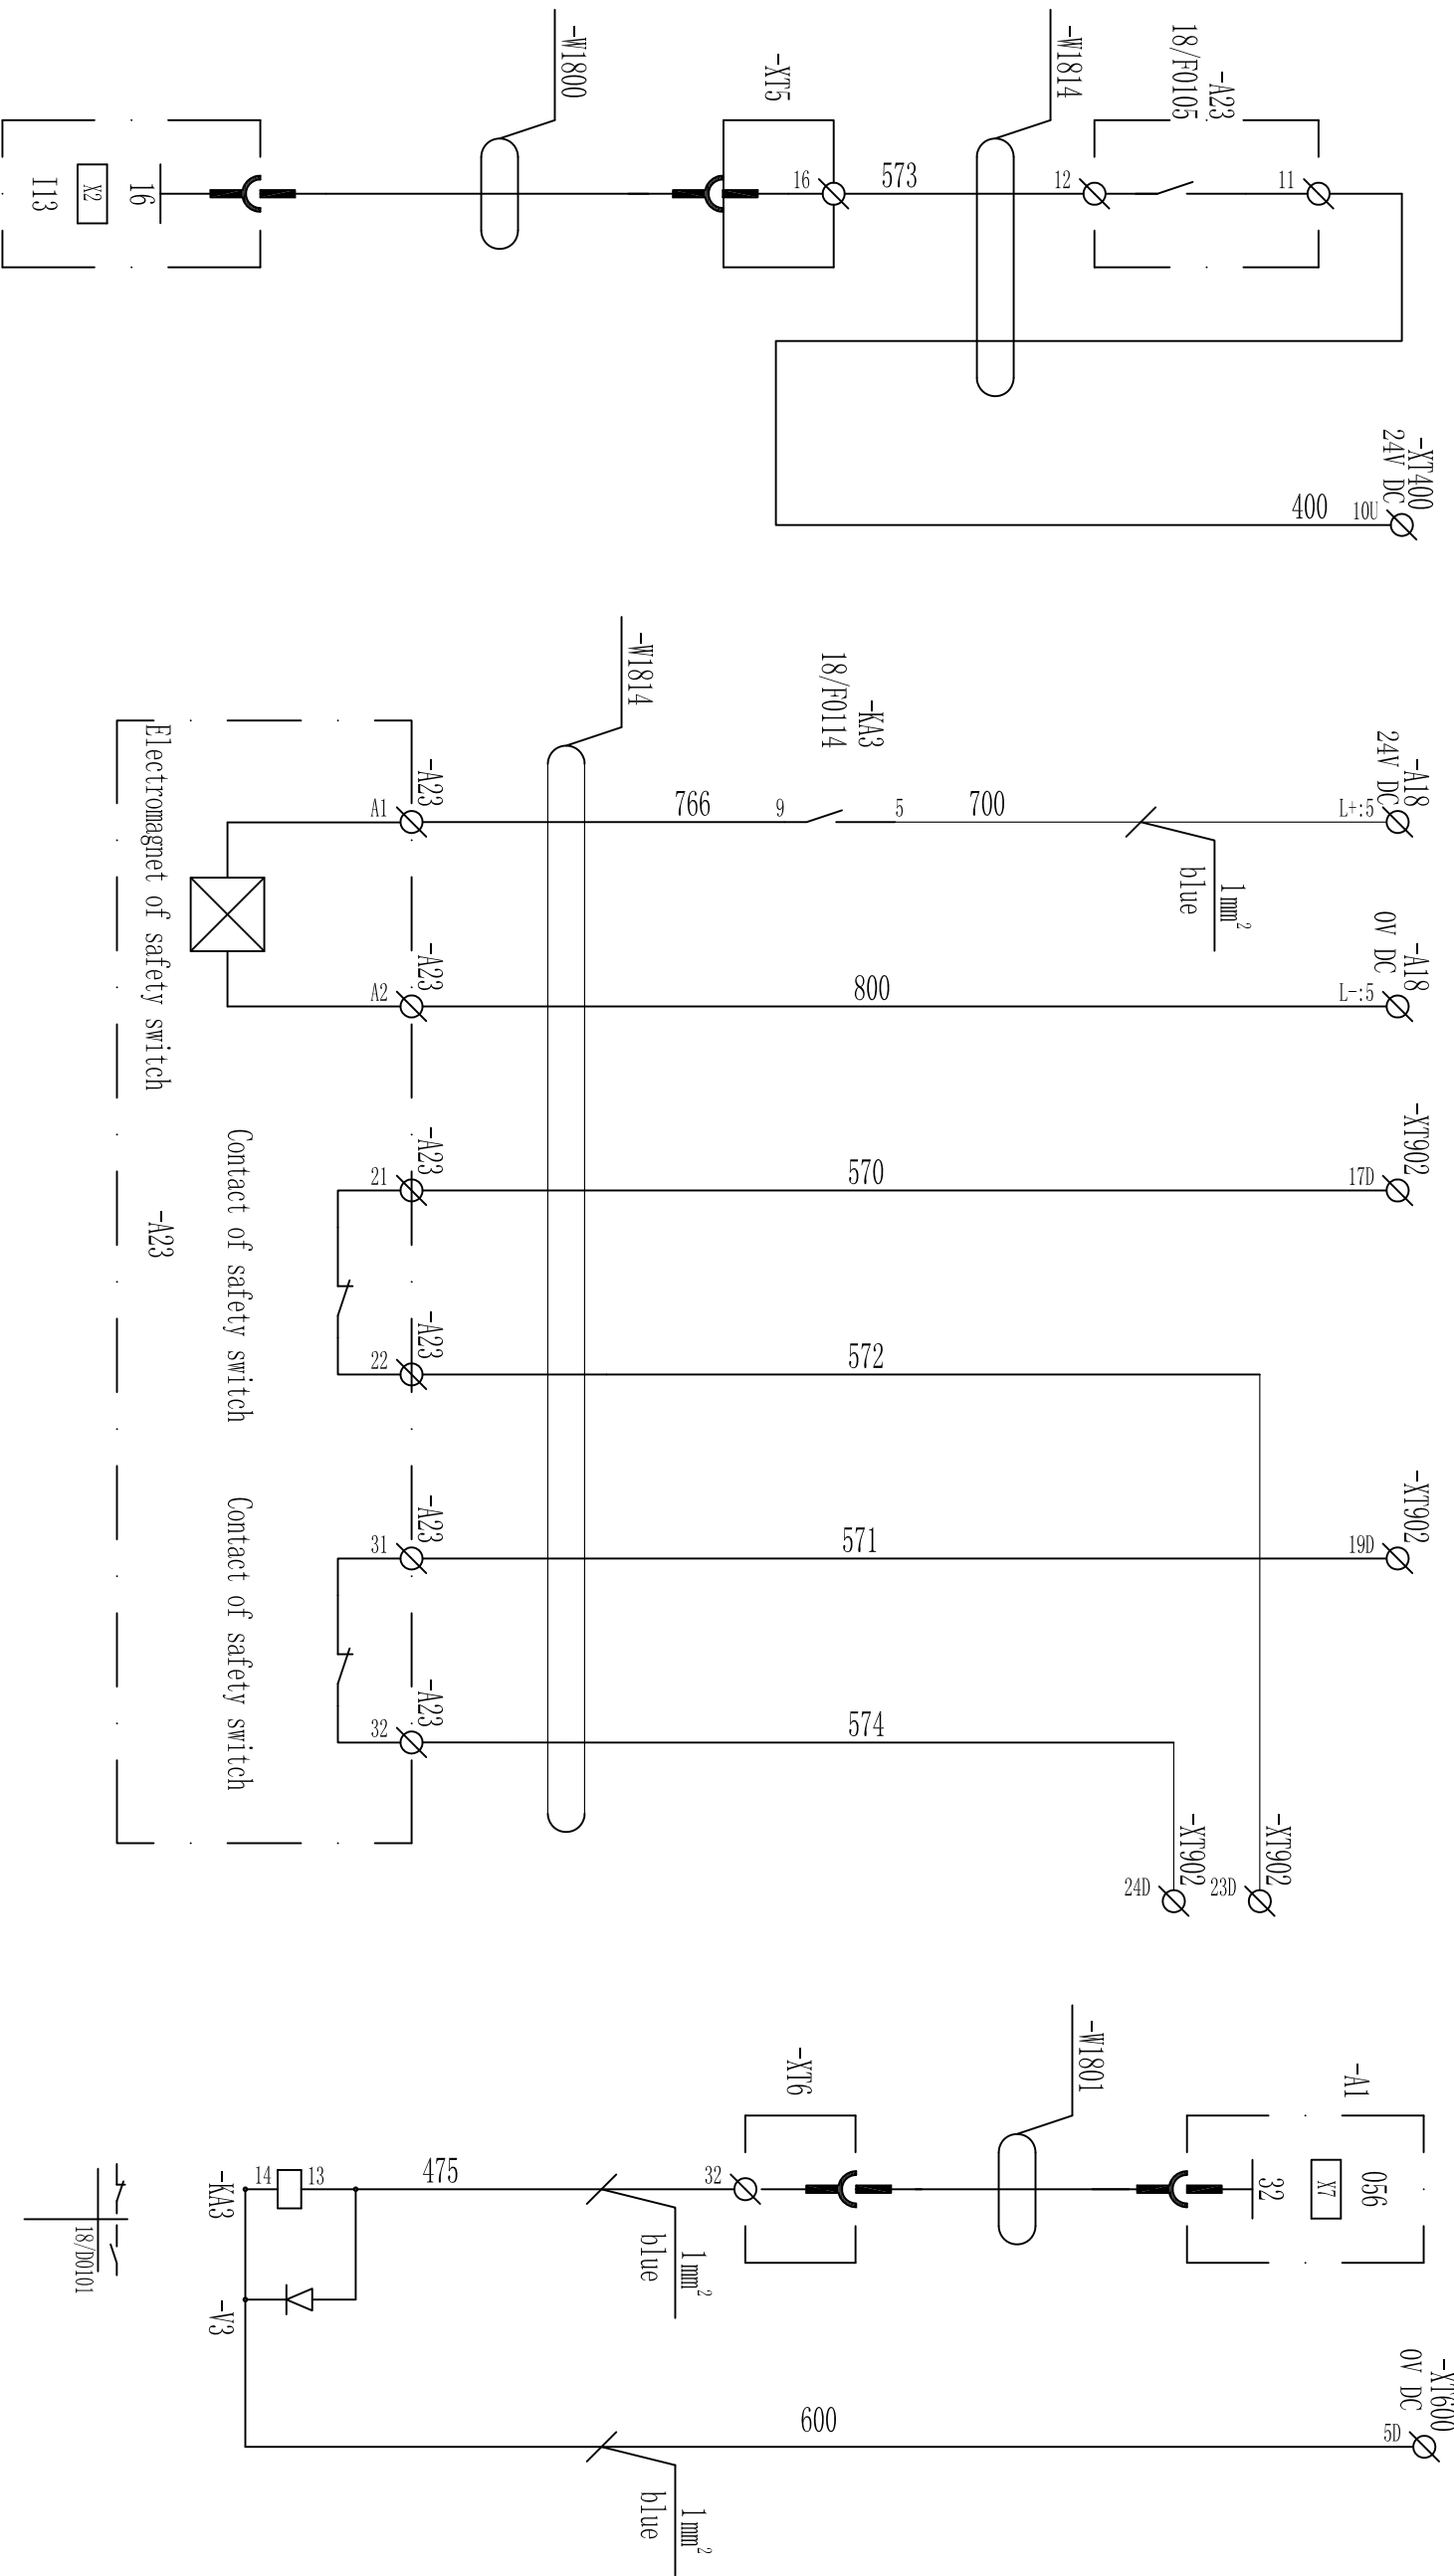 -W1800
-XT5
-W1814
-A23
18/F0105
I13
X2
16
16
573
12
11
-XT400
24V DC
10U
400
-W1814
-KA3
18/F0114
-A18
24V DC
L+:5
-A23
A1
766
9
5
700
1mm²
blue
-A18
0V DC
L-:5
-A23
A2
800
Electromagnet of safety switch
-XT902
17D
-A23
21
570
Contact of safety switch
-A23
-A23
22
572
-XT902
19D
-A23
31
571
Contact of safety switch
-A23
32
574
-XT902
24D
-XT902
23D
-W1801
-XT6
-A1
056
X7
32
32
475
13
14
-KA3
1mm²
blue
18/D0101
-V3
-XT600
0V DC
5D
600
1mm²
blue